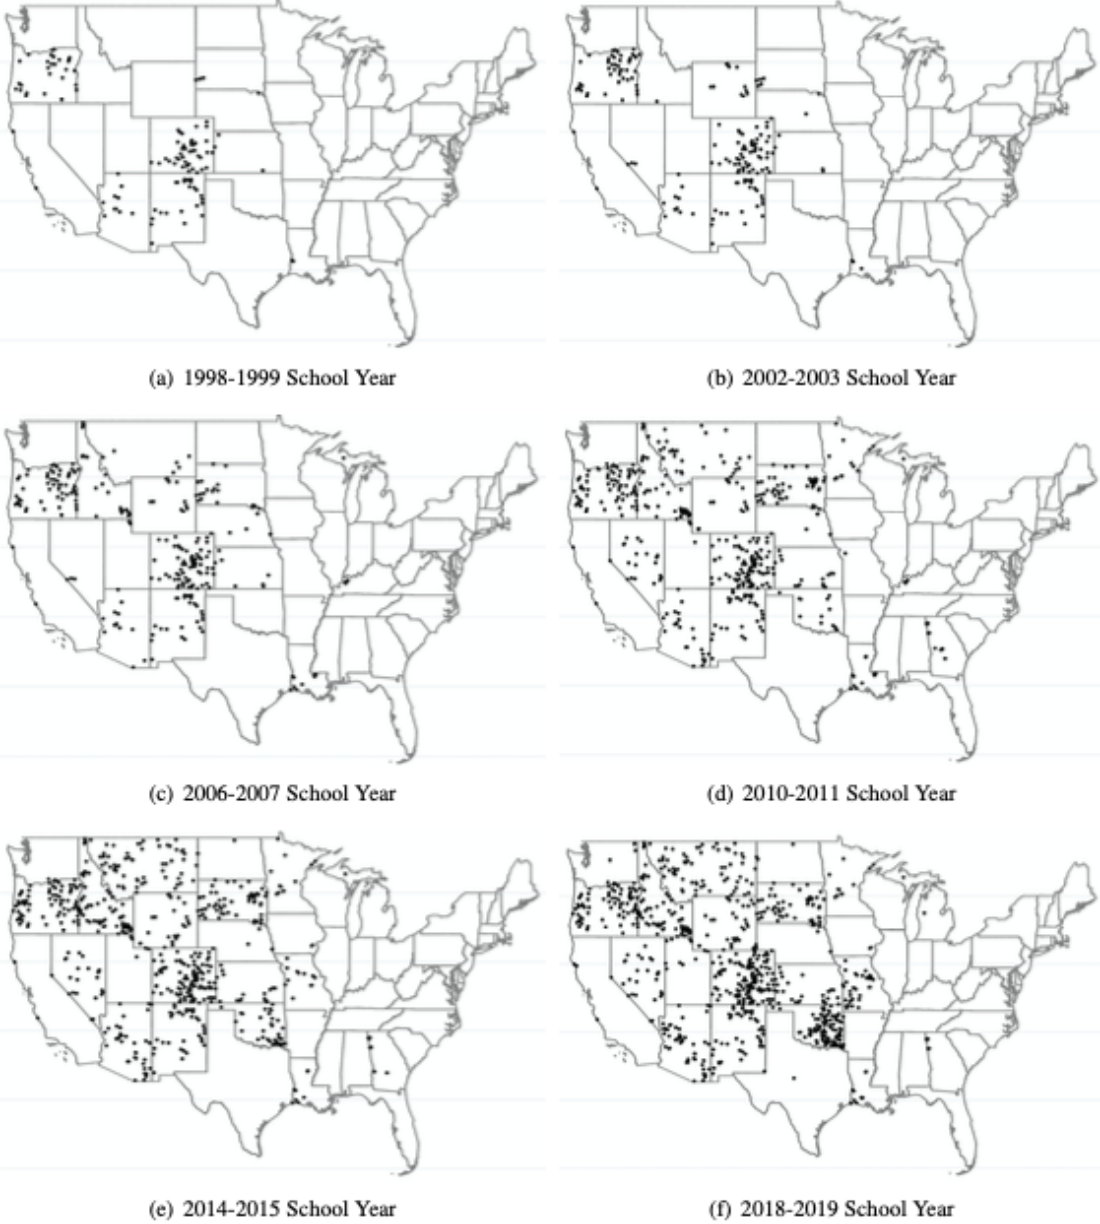 (a) 1998-1999 School Year
(b) 2002-2003 School Year
(c) 2006-2007 School Year
(d) 2010-2011 School Year
(e) 2014-2015 School Year
(f) 2018-2019 School Year